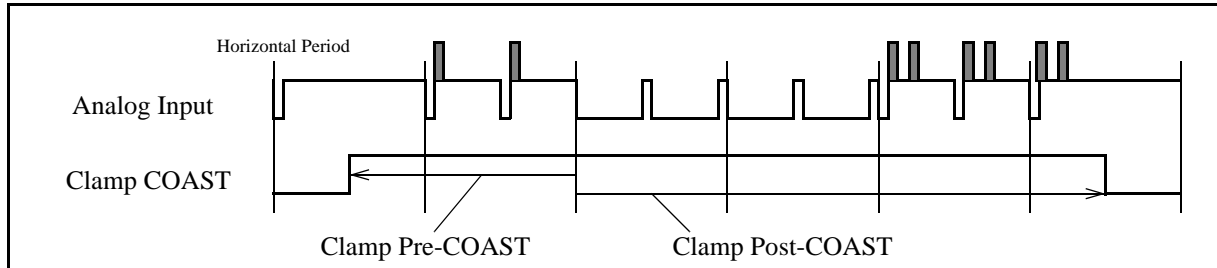 Horizontal Period
Analog Input
Clamp COAST
Clamp Pre-COAST
Clamp Post-COAST